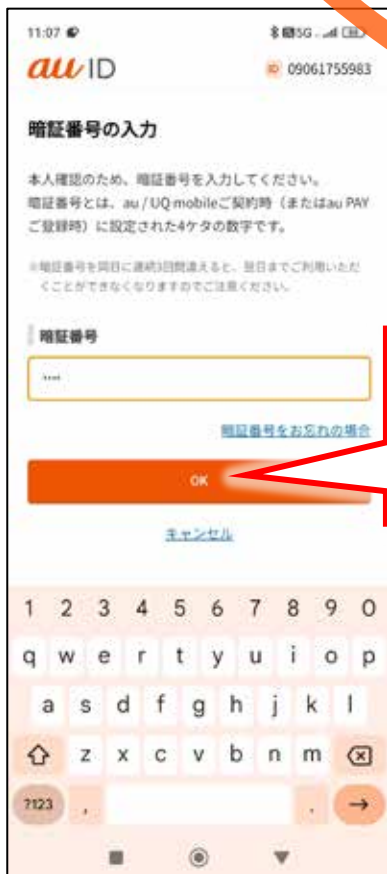 11:07
5G
au ID
ID 09061755983
暗証番号の入力
本人確認のため、暗証番号を入力してください。
暗証番号とは、au / UQ mobileご契約時（またはau PAY
ご登録時）に設定された4ケタの数字です。
※暗証番号を同日に連続3回間違えると、翌日までご利用いただ
くことができなくなりますのでご注意ください。
暗証番号
....
暗証番号をお忘れの場合
OK
キャンセル
1 2 3 4 5 6 7 8 9 0
q w e r t y u i o p
a s d f g h j k l
z x c v b n m
?123 , .